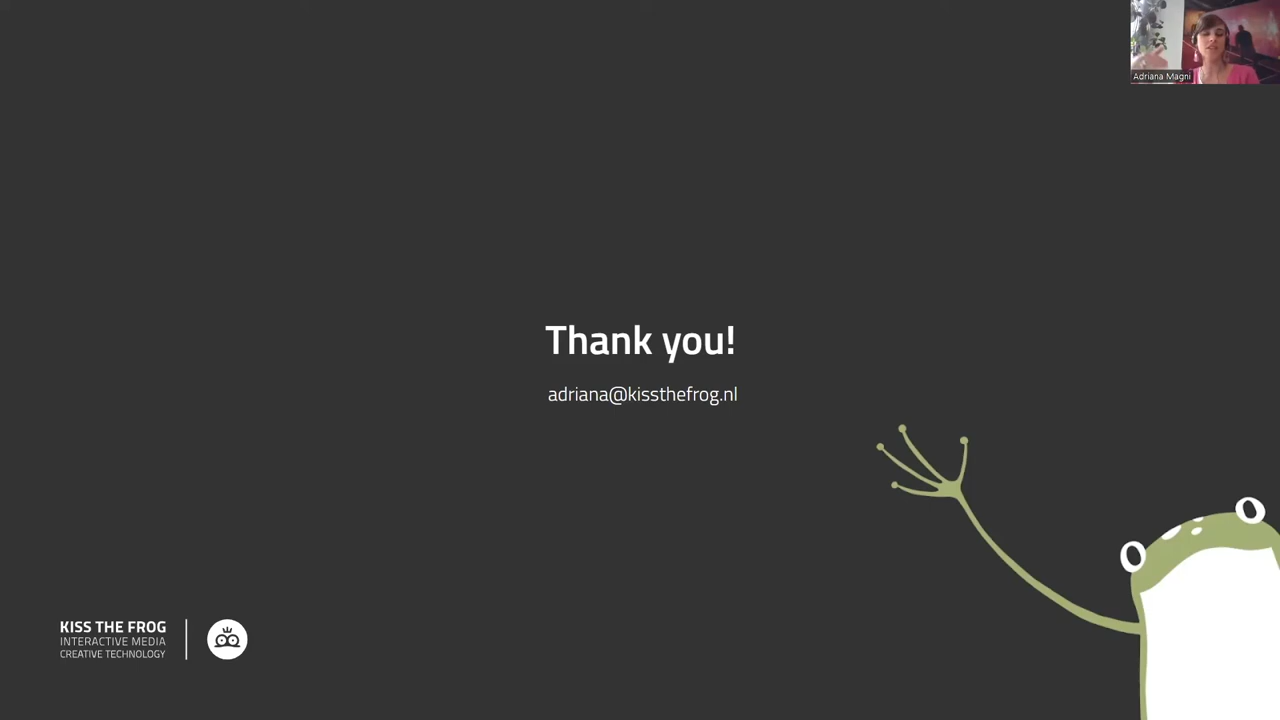 Adriana Magni
Thank you!
adriana@kissthefrog.nl
KISS THE FROG
INTERACTIVE MEDIA
CREATIVE TECHNOLOGY